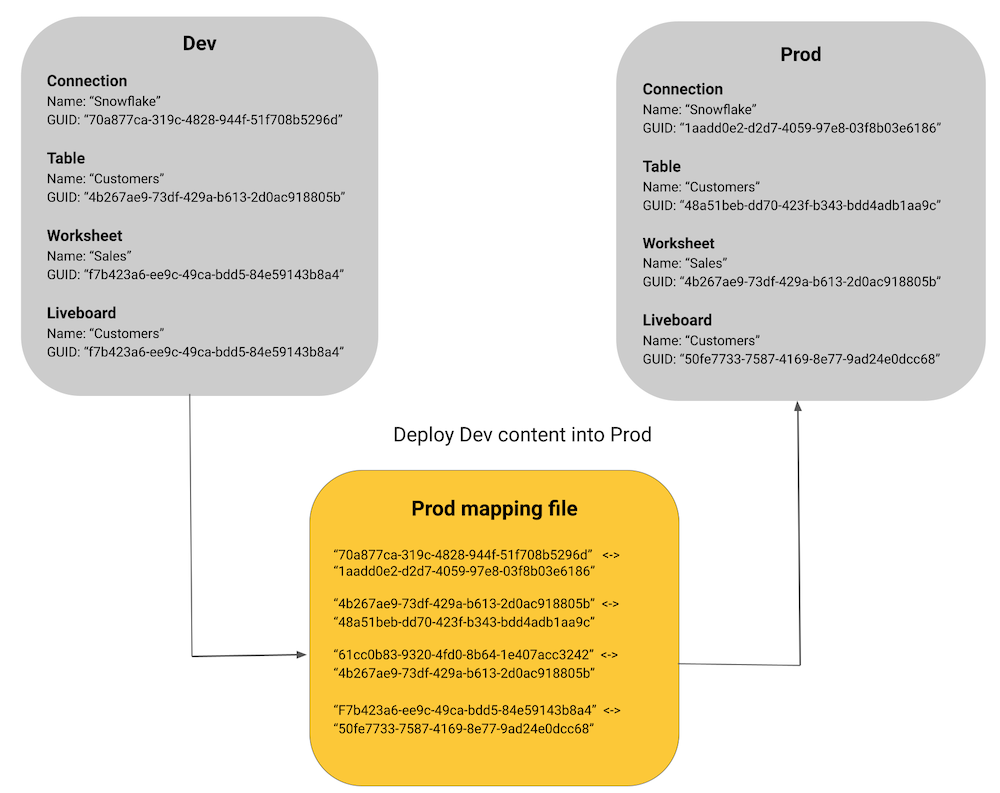 Dev
Connection
Name: “Snowflake”
GUID: “70a877ca-319c-4828-944f-51f708b5296d”
Table
Name: “Customers”
GUID: “4b267ae9-73df-429a-b613-2d0ac918805b”
Worksheet
Name: “Sales”
GUID: “f7b423a6-ee9c-49ca-bdd5-84e59143b8a4”
Liveboard
Name: “Customers”
GUID: “f7b423a6-ee9c-49ca-bdd5-84e59143b8a4”
Prod
Connection
Name: “Snowflake”
GUID: “1aadd0e2-d2d7-4059-97e8-03f8b03e6186”
Table
Name: “Customers”
GUID: “48a51beb-dd70-423f-b343-bdd4adb1aa9c”
Worksheet
Name: “Sales”
GUID: “4b267ae9-73df-429a-b613-2d0ac918805b”
Liveboard
Name: “Customers”
GUID: “50fe7733-7587-4169-8e77-9ad24e0dcc68”
Deploy Dev content into Prod
Prod mapping file
“70a877ca-319c-4828-944f-51f708b5296d” <->
“1aadd0e2-d2d7-4059-97e8-03f8b03e6186”
“4b267ae9-73df-429a-b613-2d0ac918805b” <->
“48a51beb-dd70-423f-b343-bdd4adb1aa9c”
“61cc0b83-9320-4fd0-8b64-1e407acc3242” <->
“4b267ae9-73df-429a-b613-2d0ac918805b”
“F7b423a6-ee9c-49ca-bdd5-84e59143b8a4” <->
“50fe7733-7587-4169-8e77-9ad24e0dcc68”